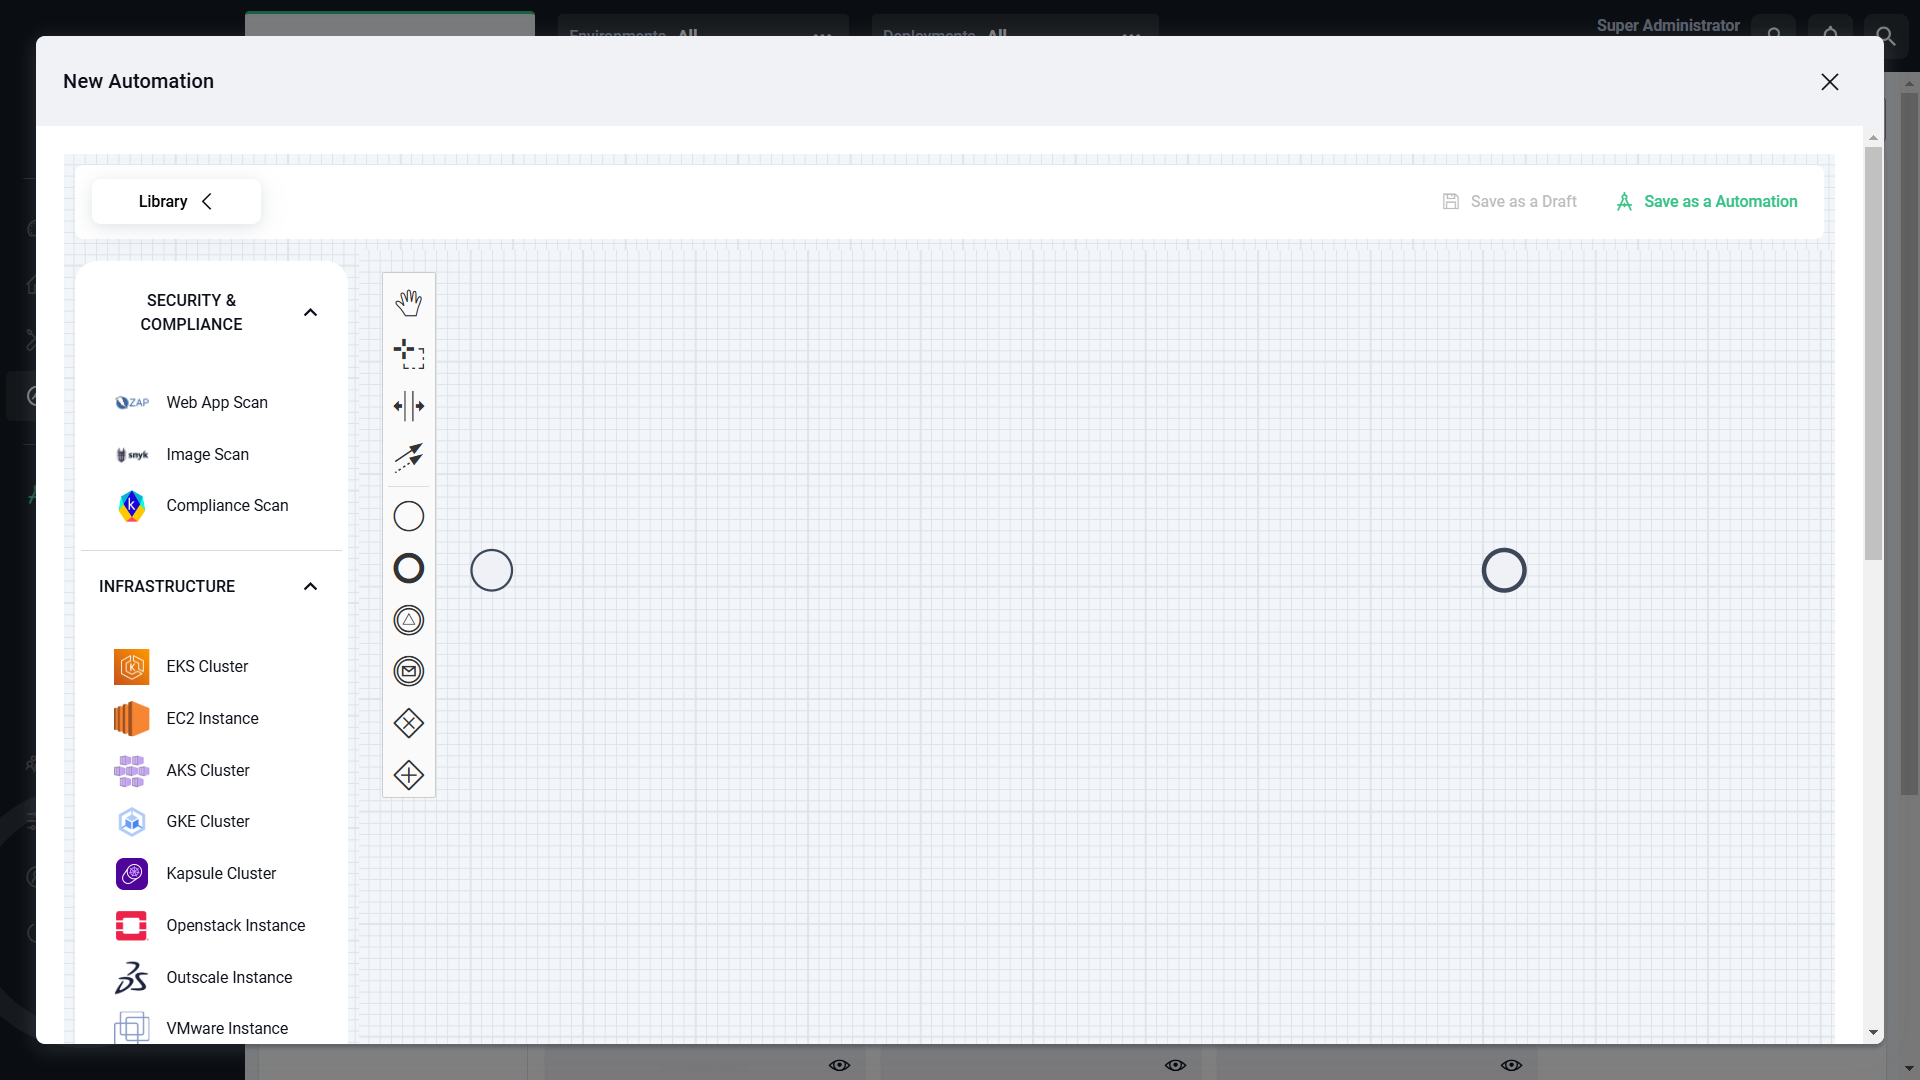 Environments All ...
Deployments All ...
Super Administrator
New Automation
Library
Save as a Draft
Save as a Automation
SECURITY &
COMPLIANCE
ZAP Web App Scan
snyk Image Scan
k Compliance Scan
INFRASTRUCTURE
EKS Cluster
EC2 Instance
AKS Cluster
GKE Cluster
Kapsule Cluster
Openstack Instance
Outscale Instance
VMware Instance